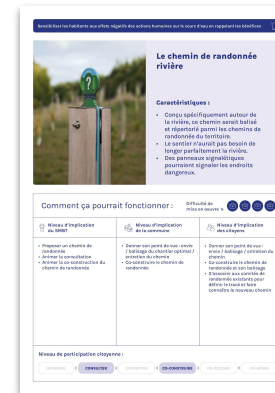 Sensibiliser les habitants aux effets négatifs des actions humaines sur le cours d'eau en rappelant les bénéfices
Le chemin de randonnée
rivière
?
Caractéristiques :
• Conçu spécifiquement autour de
la rivière, ce chemin serait balisé
et répertorié parmi les chemins de
randonnée du territoire.
• Le sentier n'aurait pas besoin de
longer parfaitement la rivière.
• Des panneaux signalétiques
pourraient signaler les endroits
dangereux.
Comment ça pourrait fonctionner :
Difficulté de
mise en oeuvre
Niveau d'implication
du SMBT
• Proposer un chemin de
randonnée
• Animer la consultation
• Animer la co-construction du
chemin de randonnée
Niveau d'implication
de la commune
• Donner son point de vue : envie
/ balisage du chantier optimal /
entretien du chemin
• Co-construire le chemin de
randonnée
Niveau d'implication
des citoyens
• Donner son point de vue :
envie / balisage / entretien du
chemin
• Co-construire le chemin de
randonnée et son balisage
• S'associer aux comités de
randonnée existants pour
définir le tracé et faire
connaître le nouveau chemin
Niveau de participation citoyenne :
INFORMER CONSULTER CONCERTER CO-CONSTRUIRE